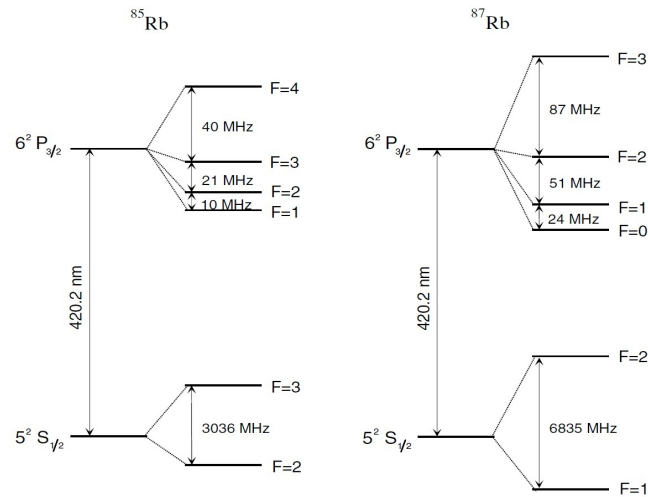 ⁸⁵Rb
F=4
40 MHz
6² P₃/₂
F=3
21 MHz
F=2
10 MHz
F=1
420.2 nm
F=3
3036 MHz
5² S₁/₂
F=2
⁸⁷Rb
F=3
87 MHz
6² P₃/₂
F=2
51 MHz
F=1
24 MHz
F=0
420.2 nm
F=2
6835 MHz
5² S₁/₂
F=1